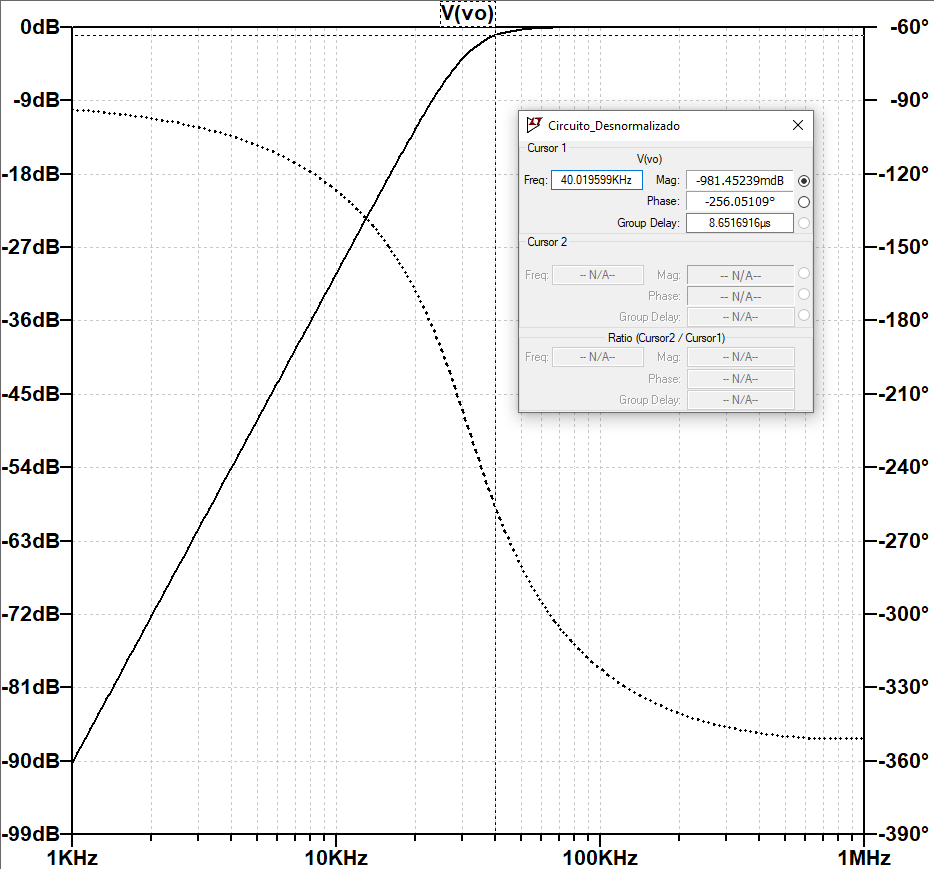 V(vo)
0dB
-9dB
-18dB
-27dB
-36dB
-45dB
-54dB
-63dB
-72dB
-81dB
-90dB
-99dB
-60°
-90°
-120°
-150°
-180°
-210°
-240°
-270°
-300°
-330°
-360°
-390°
1KHz 10KHz 100KHz 1MHz
Circuito_Desnormalizado
Cursor 1
V(vo)
Freq: 40.019599KHz Mag: -981.45239mdB
Phase: -256.05109°
Group Delay: 8.6516916µs
Cursor 2
Freq: -- N/A-- Mag: -- N/A--
Phase: -- N/A--
Group Delay: -- N/A--
Ratio (Cursor2 / Cursor1)
Freq: -- N/A-- Mag: -- N/A--
Phase: -- N/A--
Group Delay: -- N/A--